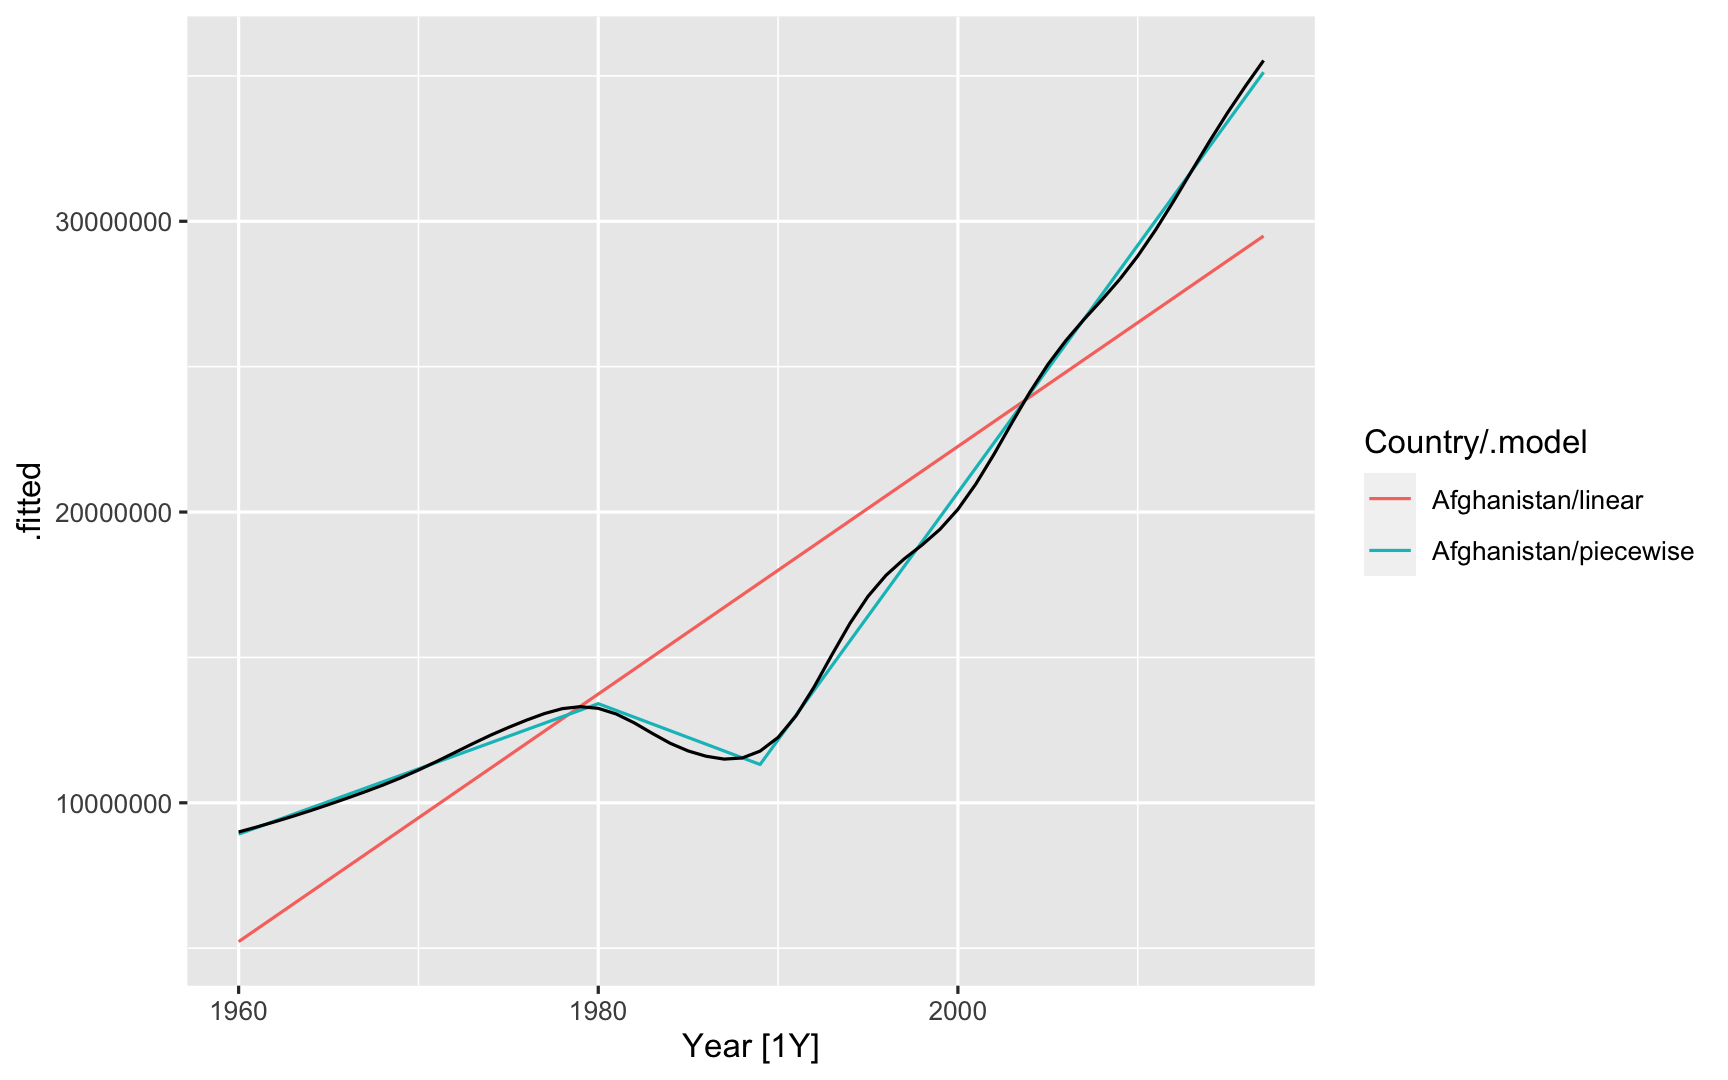 .fitted
30000000
20000000
10000000
1960
1980
2000
Year [1Y]
Country/.model
Afghanistan/linear
Afghanistan/piecewise